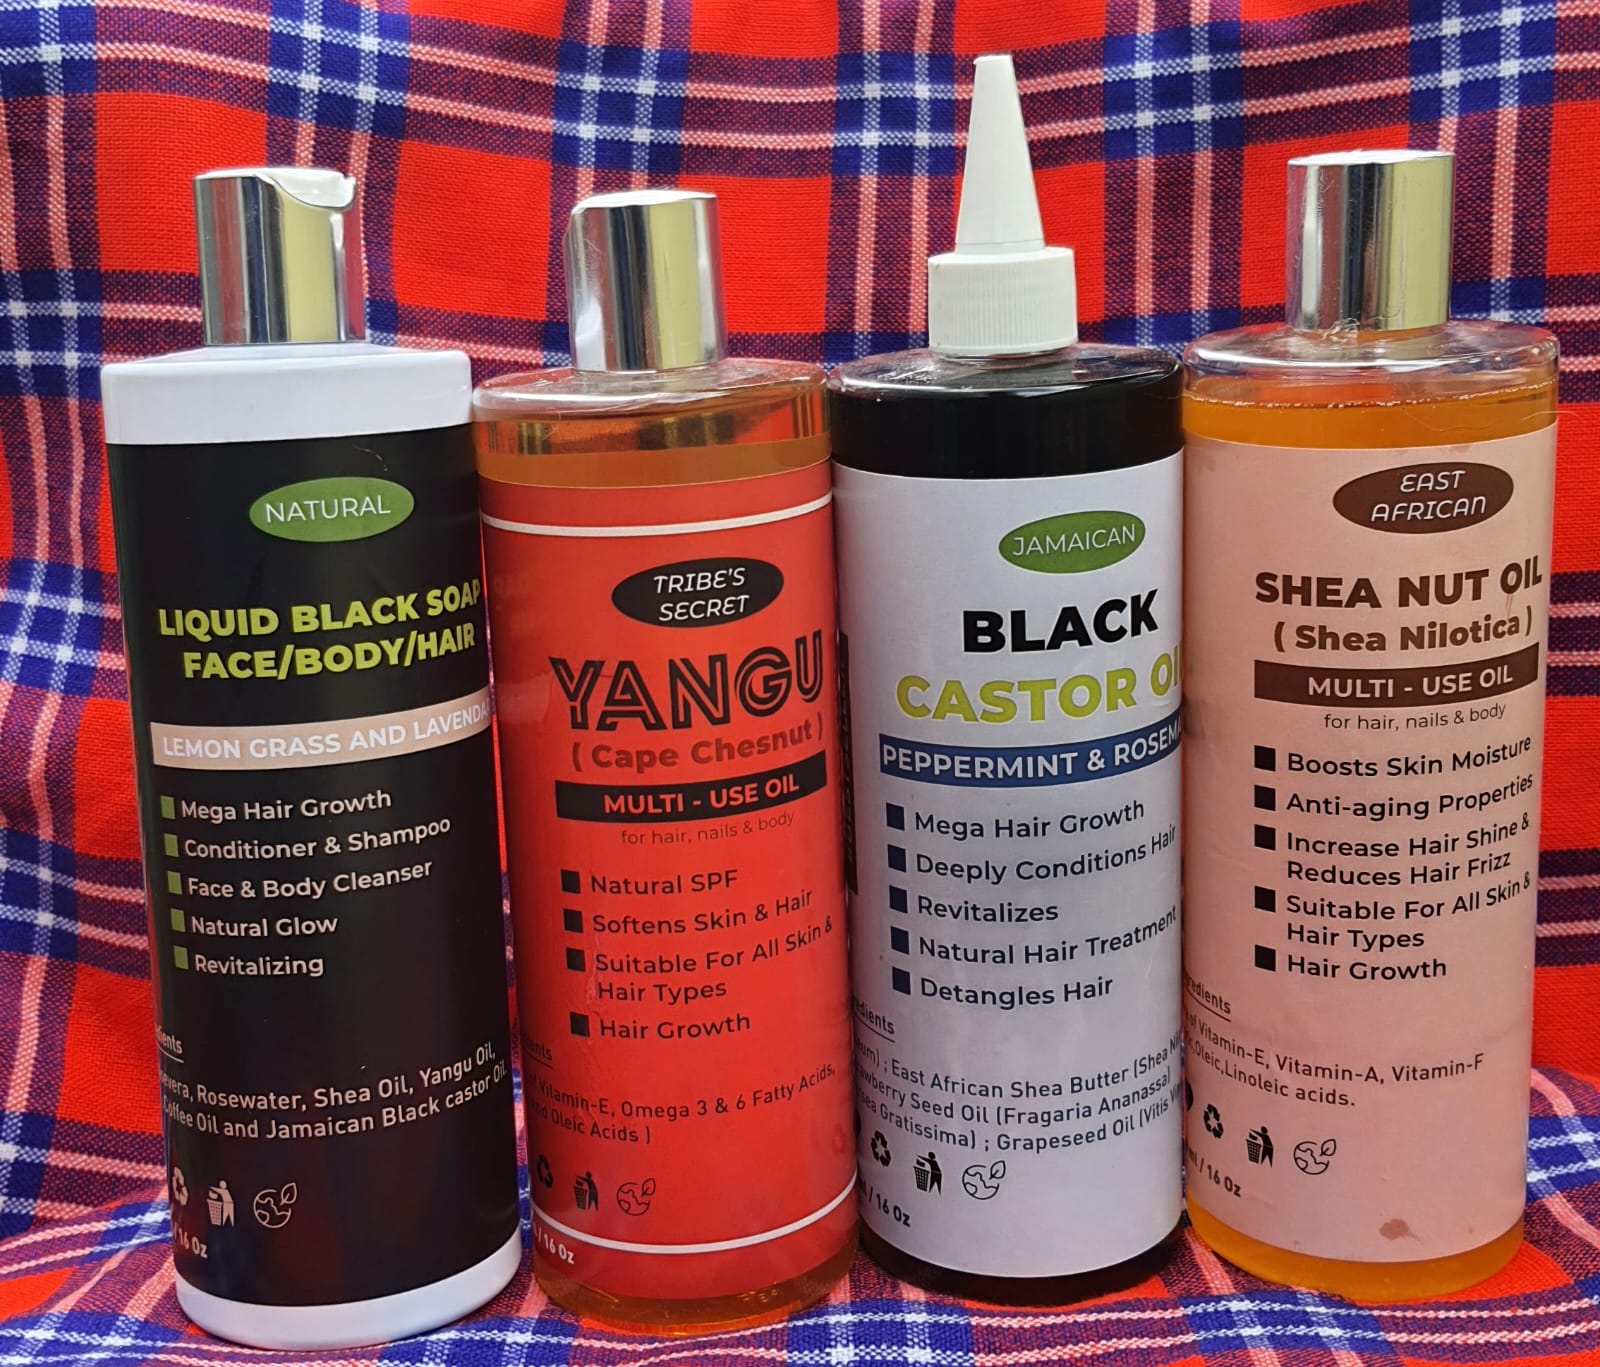 NATURAL
LIQUID BLACK SOAP
FACE/BODY/HAIR
LEMON GRASS AND LAVENDA
Mega Hair Growth
Conditioner & Shampoo
Face & Body Cleanser
Natural Glow
Revitalizing
Rosewater, Shea Oil, Yangu Oil,
Coffee Oil and Jamaican Black castor Oil.
/ 16 Oz
TRIBE'S
SECRET
YANGU
( Cape Chesnut )
MULTI - USE OIL
for hair, nails & body
Natural SPF
Softens Skin & Hair
Suitable For All Skin &
Hair Types
Hair Growth
Vitamin-E, Omega 3 & 6 Fatty Acids,
and Oleic Acids )
/ 16 Oz
JAMAICAN
BLACK
CASTOR OI
PEPPERMINT & ROSEM
Mega Hair Growth
Deeply Conditions Hair
Revitalizes
Natural Hair Treatment
Detangles Hair
; East African Shea Butter (Shea
Seed Oil (Fragaria Ananassa)
Gratissima) ; Grapeseed Oil (Vitis
/ 16 Oz
EAST
AFRICAN
SHEA NUT OIL
( Shea Nilotica )
MULTI - USE OIL
for hair, nails & body
Boosts Skin Moisture
Anti-aging Properties
Increase Hair Shine &
Reduces Hair Frizz
Suitable For All Skin &
Hair Types
Hair Growth
of Vitamin-E, Vitamin-A, Vitamin-F
Oleic,Linoleic acids.
ml / 16 Oz